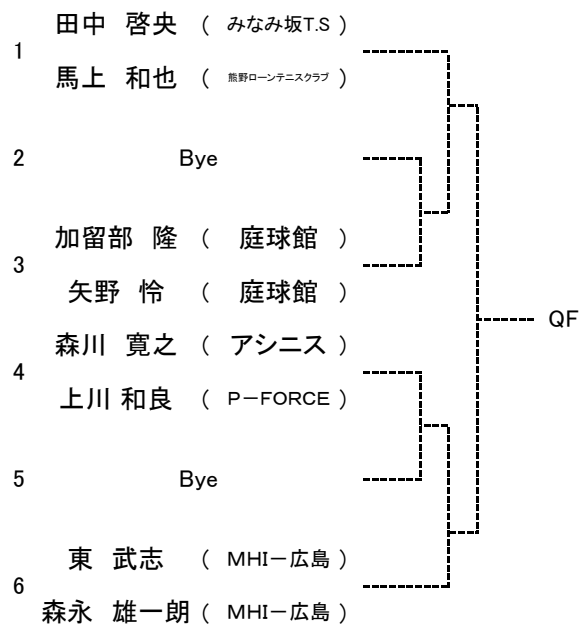 田中 啓央 ( みなみ坂T.S )
1
馬上 和也 ( 熊野ローンテニスクラブ )
2 Bye
加留部 隆 ( 庭球館 )
3
矢野 怜 ( 庭球館 )
QF
森川 寛之 ( アシニス )
4
上川 和良 ( P-FORCE )
5 Bye
東 武志 ( MHI-広島 )
6
森永 雄一朗 ( MHI-広島 )